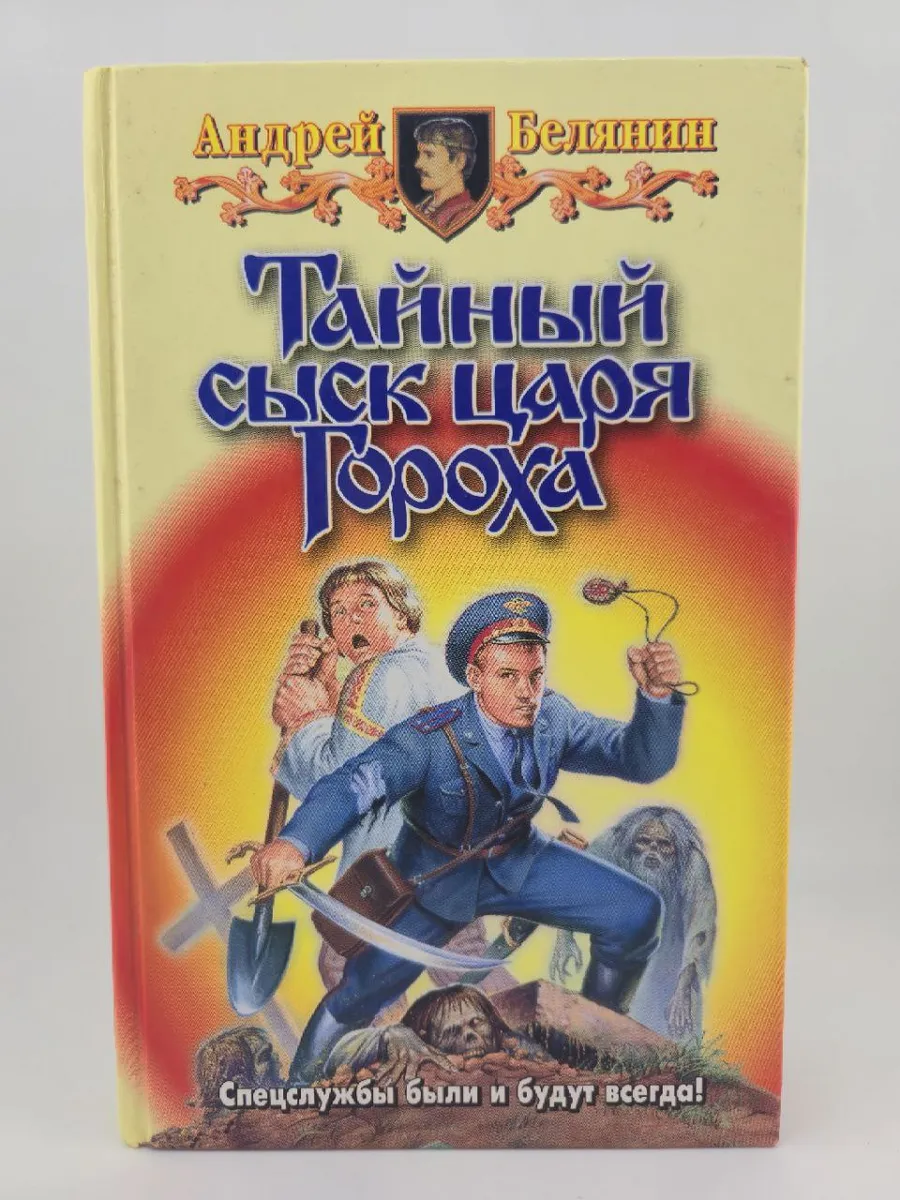 Андрей Белянин
Тайный
сыск царя
Гороха
Спецслужбы были и будут всегда!